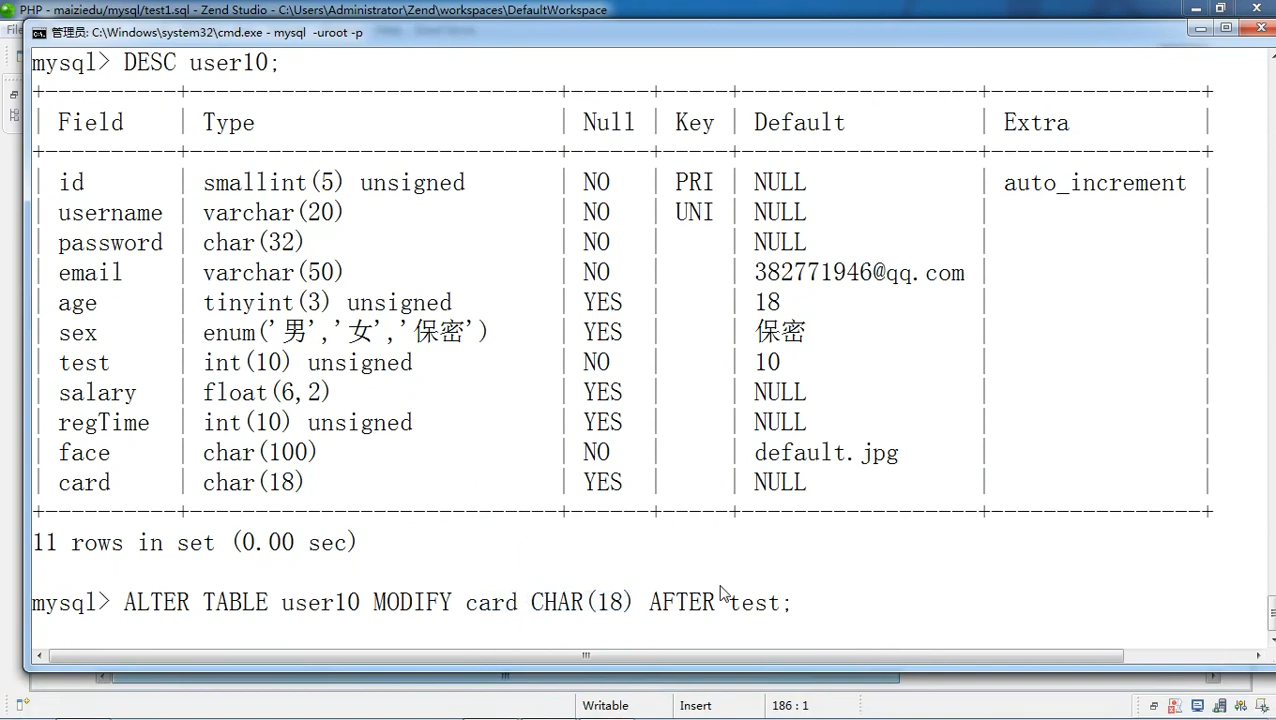 PHP - maiziedu/mysql/test1.sql - Zend Studio - C:\Users\Administrator\Zend\workspaces\DefaultWorkspace
管理员: C:\Windows\system32\cmd.exe - mysql -uroot -p
mysql> DESC user10;
+-----------+----------------------------+------+-----+-------------------+----------------+
| Field | Type | Null | Key | Default | Extra |
+-----------+----------------------------+------+-----+-------------------+----------------+
| id | smallint(5) unsigned | NO | PRI | NULL | auto_increment |
| username | varchar(20) | NO | UNI | NULL | |
| password | char(32) | NO | | NULL | |
| email | varchar(50) | NO | | 382771946@qq.com | |
| age | tinyint(3) unsigned | YES | | 18 | |
| sex | enum('男','女','保密') | YES | | 保密 | |
| test | int(10) unsigned | NO | | 10 | |
| salary | float(6,2) | YES | | NULL | |
| regTime | int(10) unsigned | YES | | NULL | |
| face | char(100) | NO | | default.jpg | |
| card | char(18) | YES | | NULL | |
+-----------+----------------------------+------+-----+-------------------+----------------+
11 rows in set (0.00 sec)
mysql> ALTER TABLE user10 MODIFY card CHAR(18) AFTER test;
Writable Insert 186 : 1